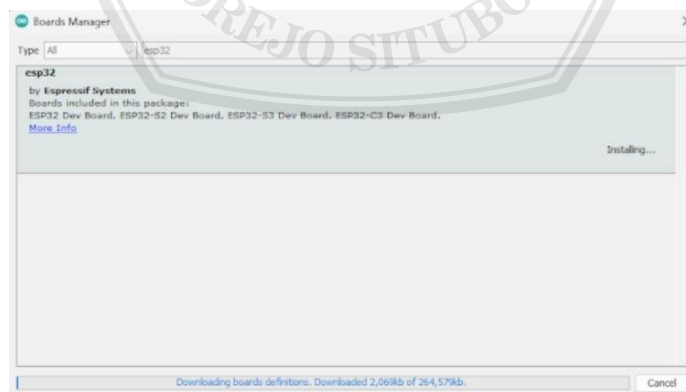 Boards Manager
Type All esp32
esp32
by Espressif Systems
Boards included in this package:
ESP32 Dev Board, ESP32-S2 Dev Board, ESP32-S3 Dev Board, ESP32-C3 Dev Board.
More Info
Installing...
Downloading boards definitions. Downloaded 2,069kb of 264,579kb.
Cancel